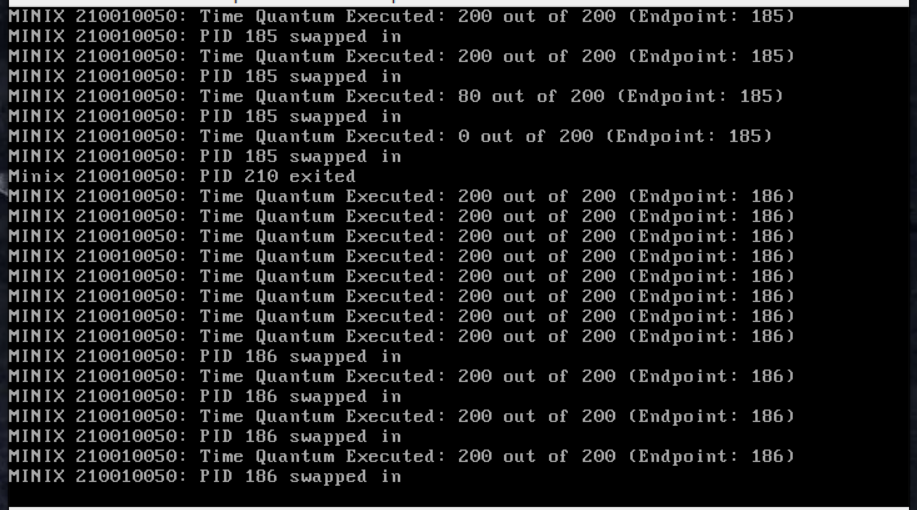 MINIX 210010050: Time Quantum Executed: 200 out of 200 (Endpoint: 185)
MINIX 210010050: PID 185 swapped in
MINIX 210010050: Time Quantum Executed: 200 out of 200 (Endpoint: 185)
MINIX 210010050: PID 185 swapped in
MINIX 210010050: Time Quantum Executed: 80 out of 200 (Endpoint: 185)
MINIX 210010050: PID 185 swapped in
MINIX 210010050: Time Quantum Executed: 0 out of 200 (Endpoint: 185)
MINIX 210010050: PID 185 swapped in
Minix 210010050: PID 210 exited
MINIX 210010050: Time Quantum Executed: 200 out of 200 (Endpoint: 186)
MINIX 210010050: Time Quantum Executed: 200 out of 200 (Endpoint: 186)
MINIX 210010050: Time Quantum Executed: 200 out of 200 (Endpoint: 186)
MINIX 210010050: Time Quantum Executed: 200 out of 200 (Endpoint: 186)
MINIX 210010050: Time Quantum Executed: 200 out of 200 (Endpoint: 186)
MINIX 210010050: Time Quantum Executed: 200 out of 200 (Endpoint: 186)
MINIX 210010050: Time Quantum Executed: 200 out of 200 (Endpoint: 186)
MINIX 210010050: Time Quantum Executed: 200 out of 200 (Endpoint: 186)
MINIX 210010050: PID 186 swapped in
MINIX 210010050: Time Quantum Executed: 200 out of 200 (Endpoint: 186)
MINIX 210010050: PID 186 swapped in
MINIX 210010050: Time Quantum Executed: 200 out of 200 (Endpoint: 186)
MINIX 210010050: PID 186 swapped in
MINIX 210010050: Time Quantum Executed: 200 out of 200 (Endpoint: 186)
MINIX 210010050: PID 186 swapped in